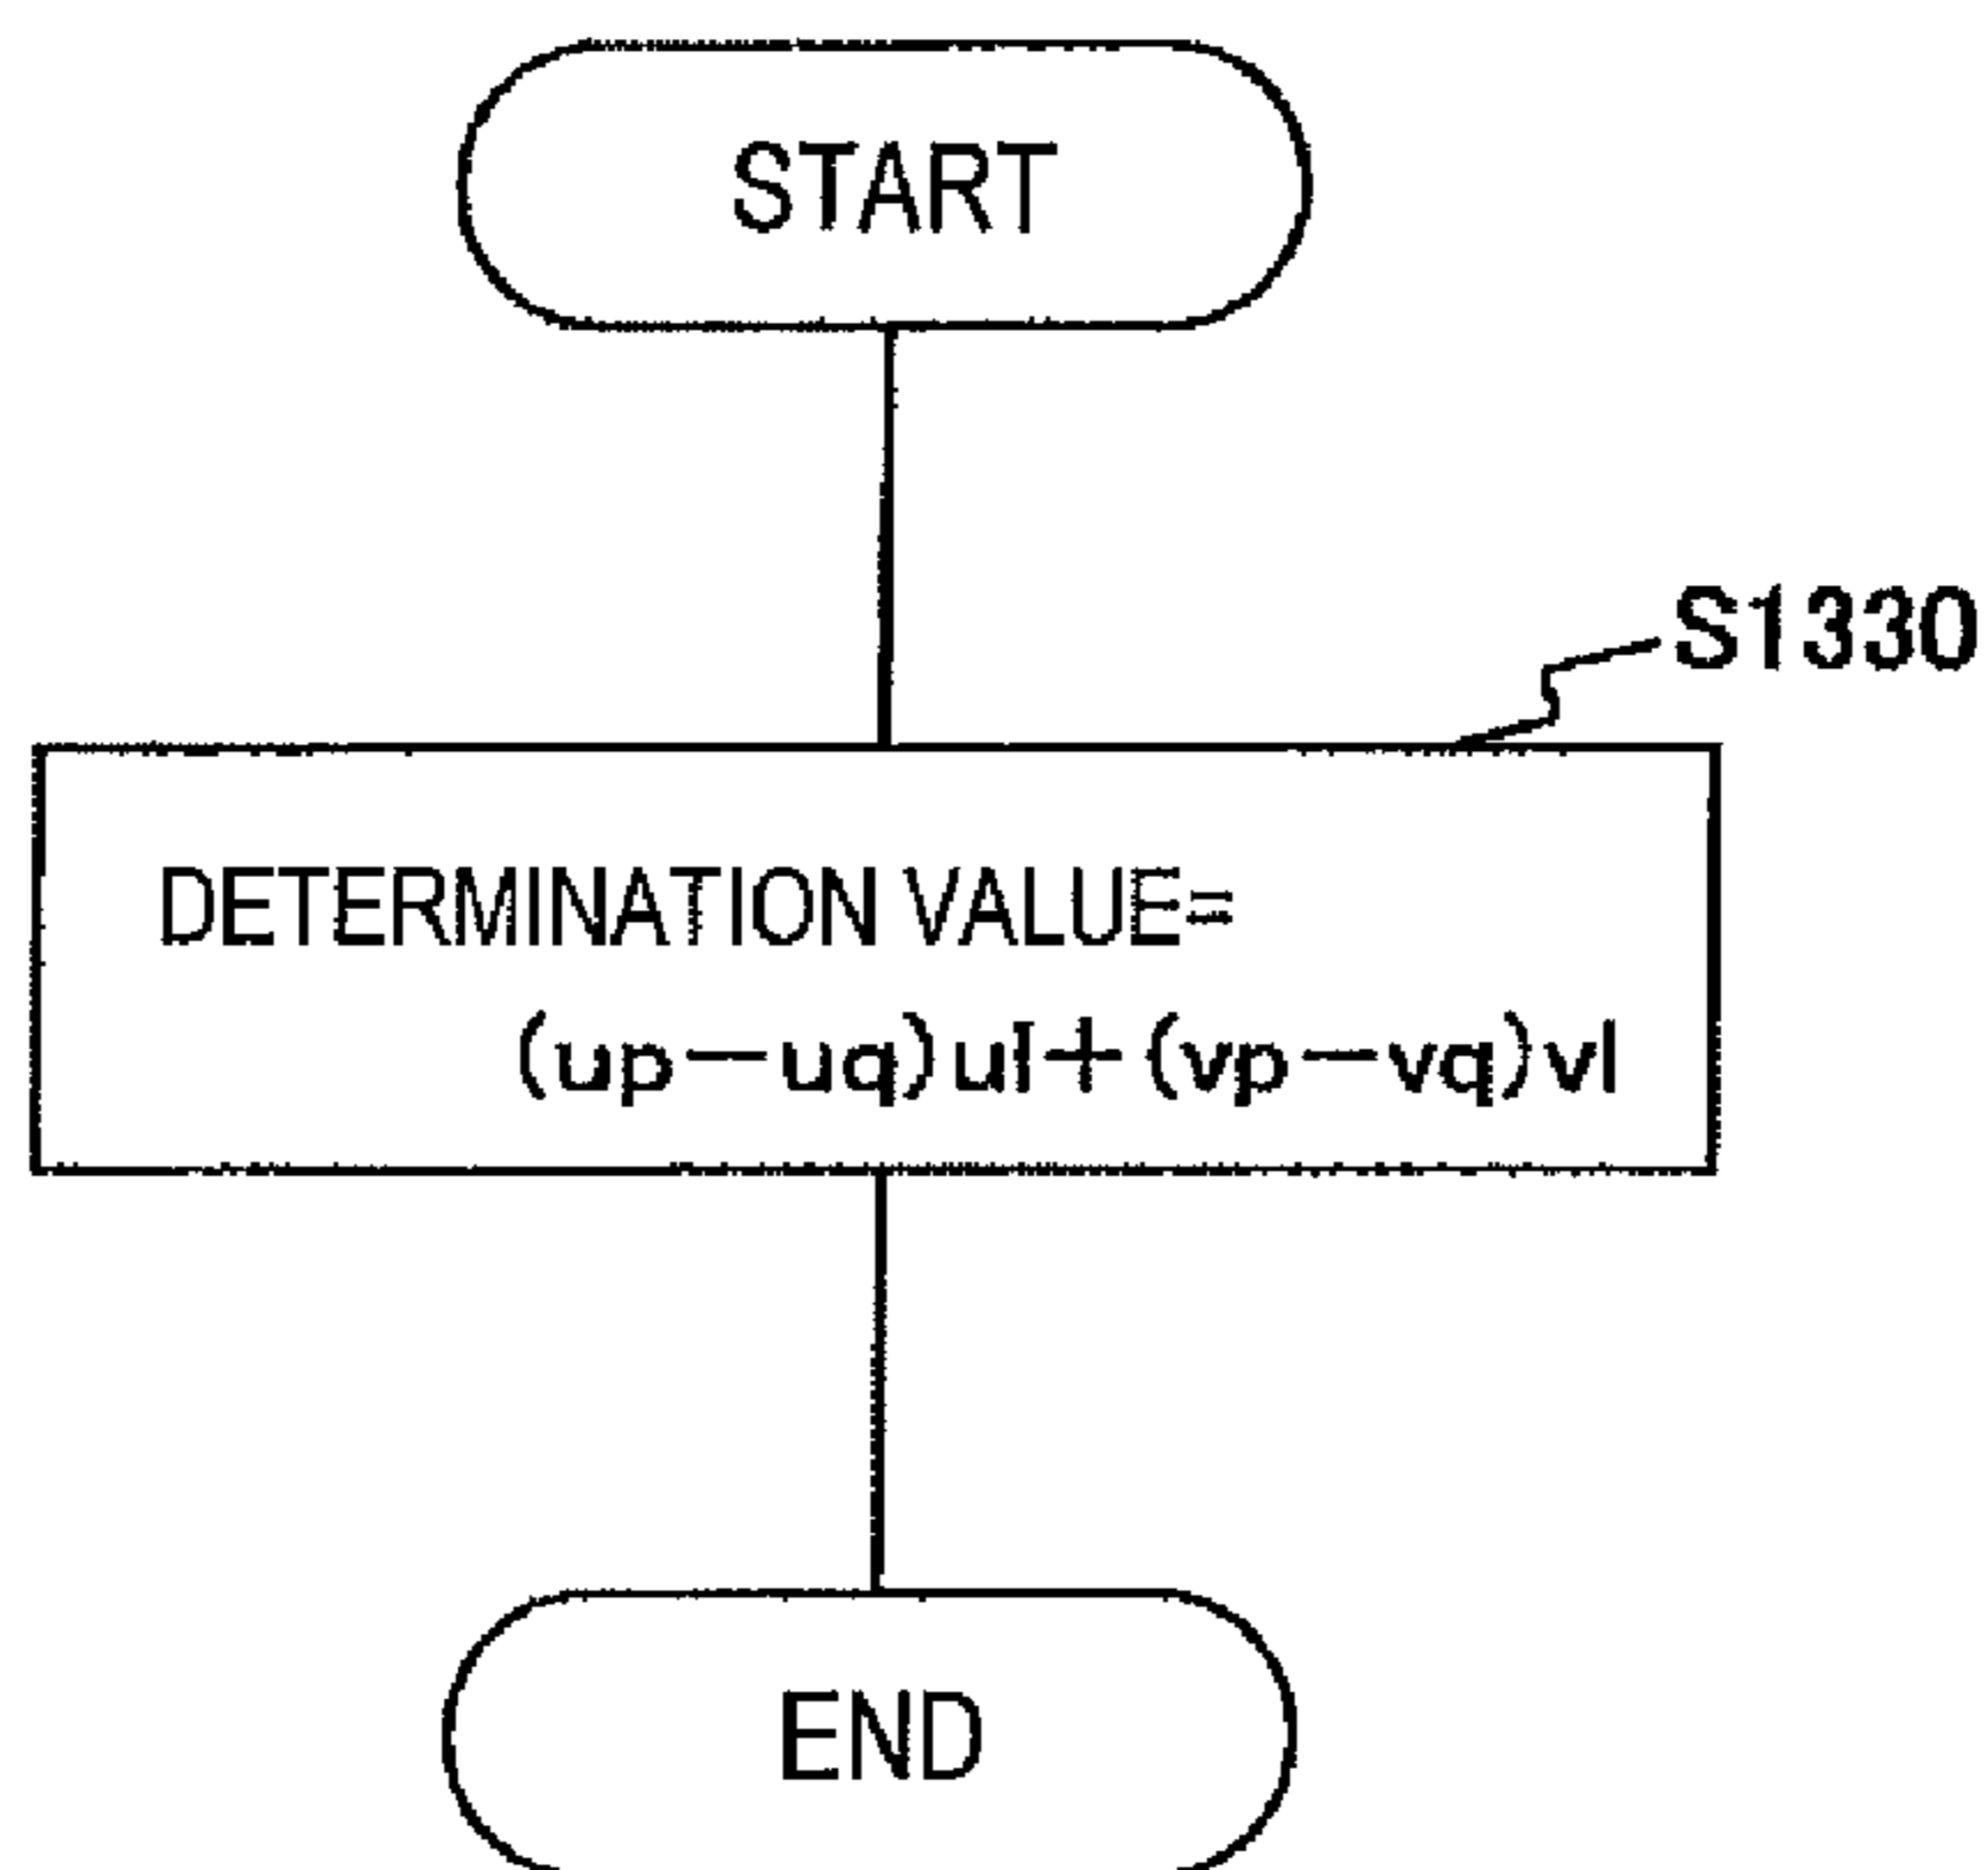 START
S1330
DETERMINATION VALUE=
(up－uq)ul＋(vp－vq)vl
END